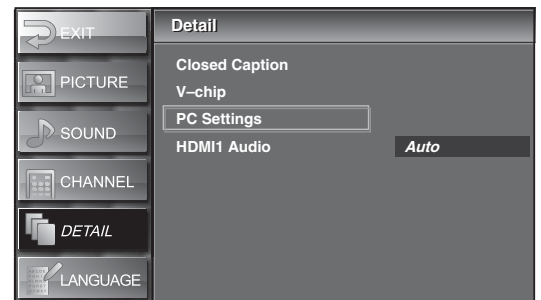 EXIT
PICTURE
SOUND
CHANNEL
DETAIL
LANGUAGE
Detail
Closed Caption
V–chip
PC Settings
HDMI1 Audio Auto